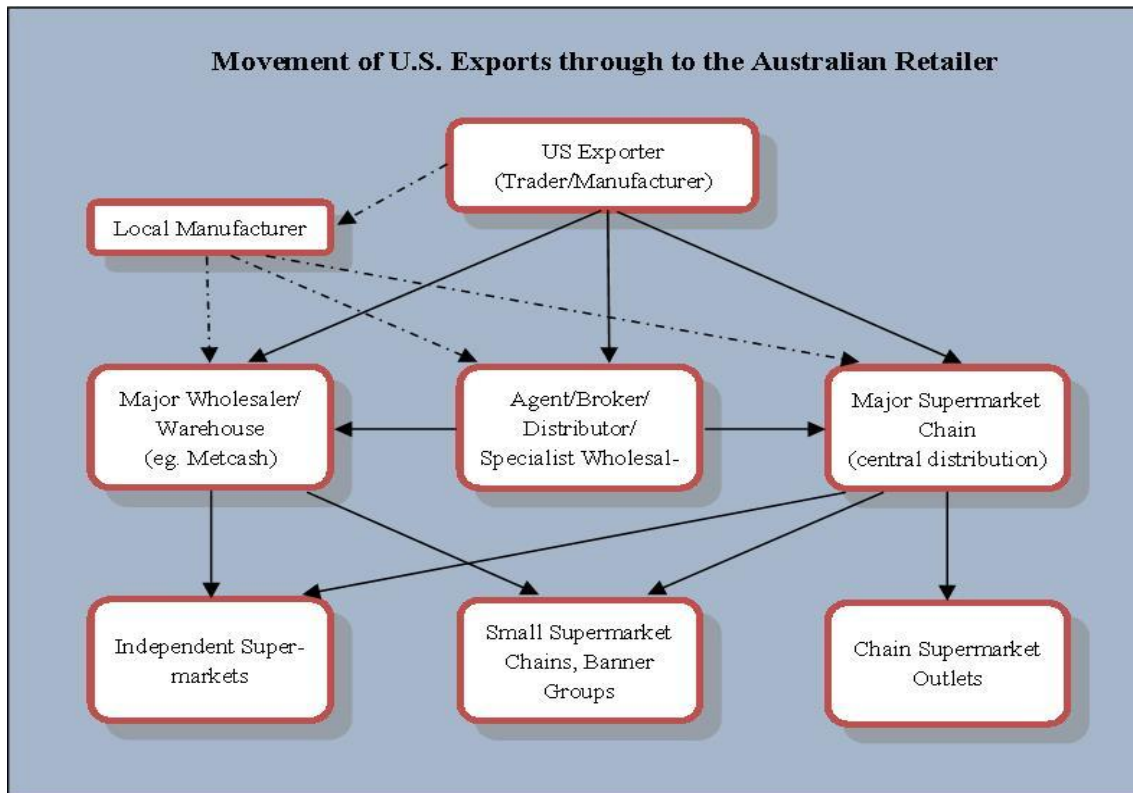 Movement of U.S. Exports through to the Australian Retailer
US Exporter
(Trader/Manufacturer)
Local Manufacturer
Major Wholesaler/
Warehouse
(eg. Metcash)
Agent/Broker/
Distributor/
Specialist Wholesal-
Major Supermarket
Chain
(central distribution)
Independent Super-
markets
Small Supermarket
Chains, Banner
Groups
Chain Supermarket
Outlets